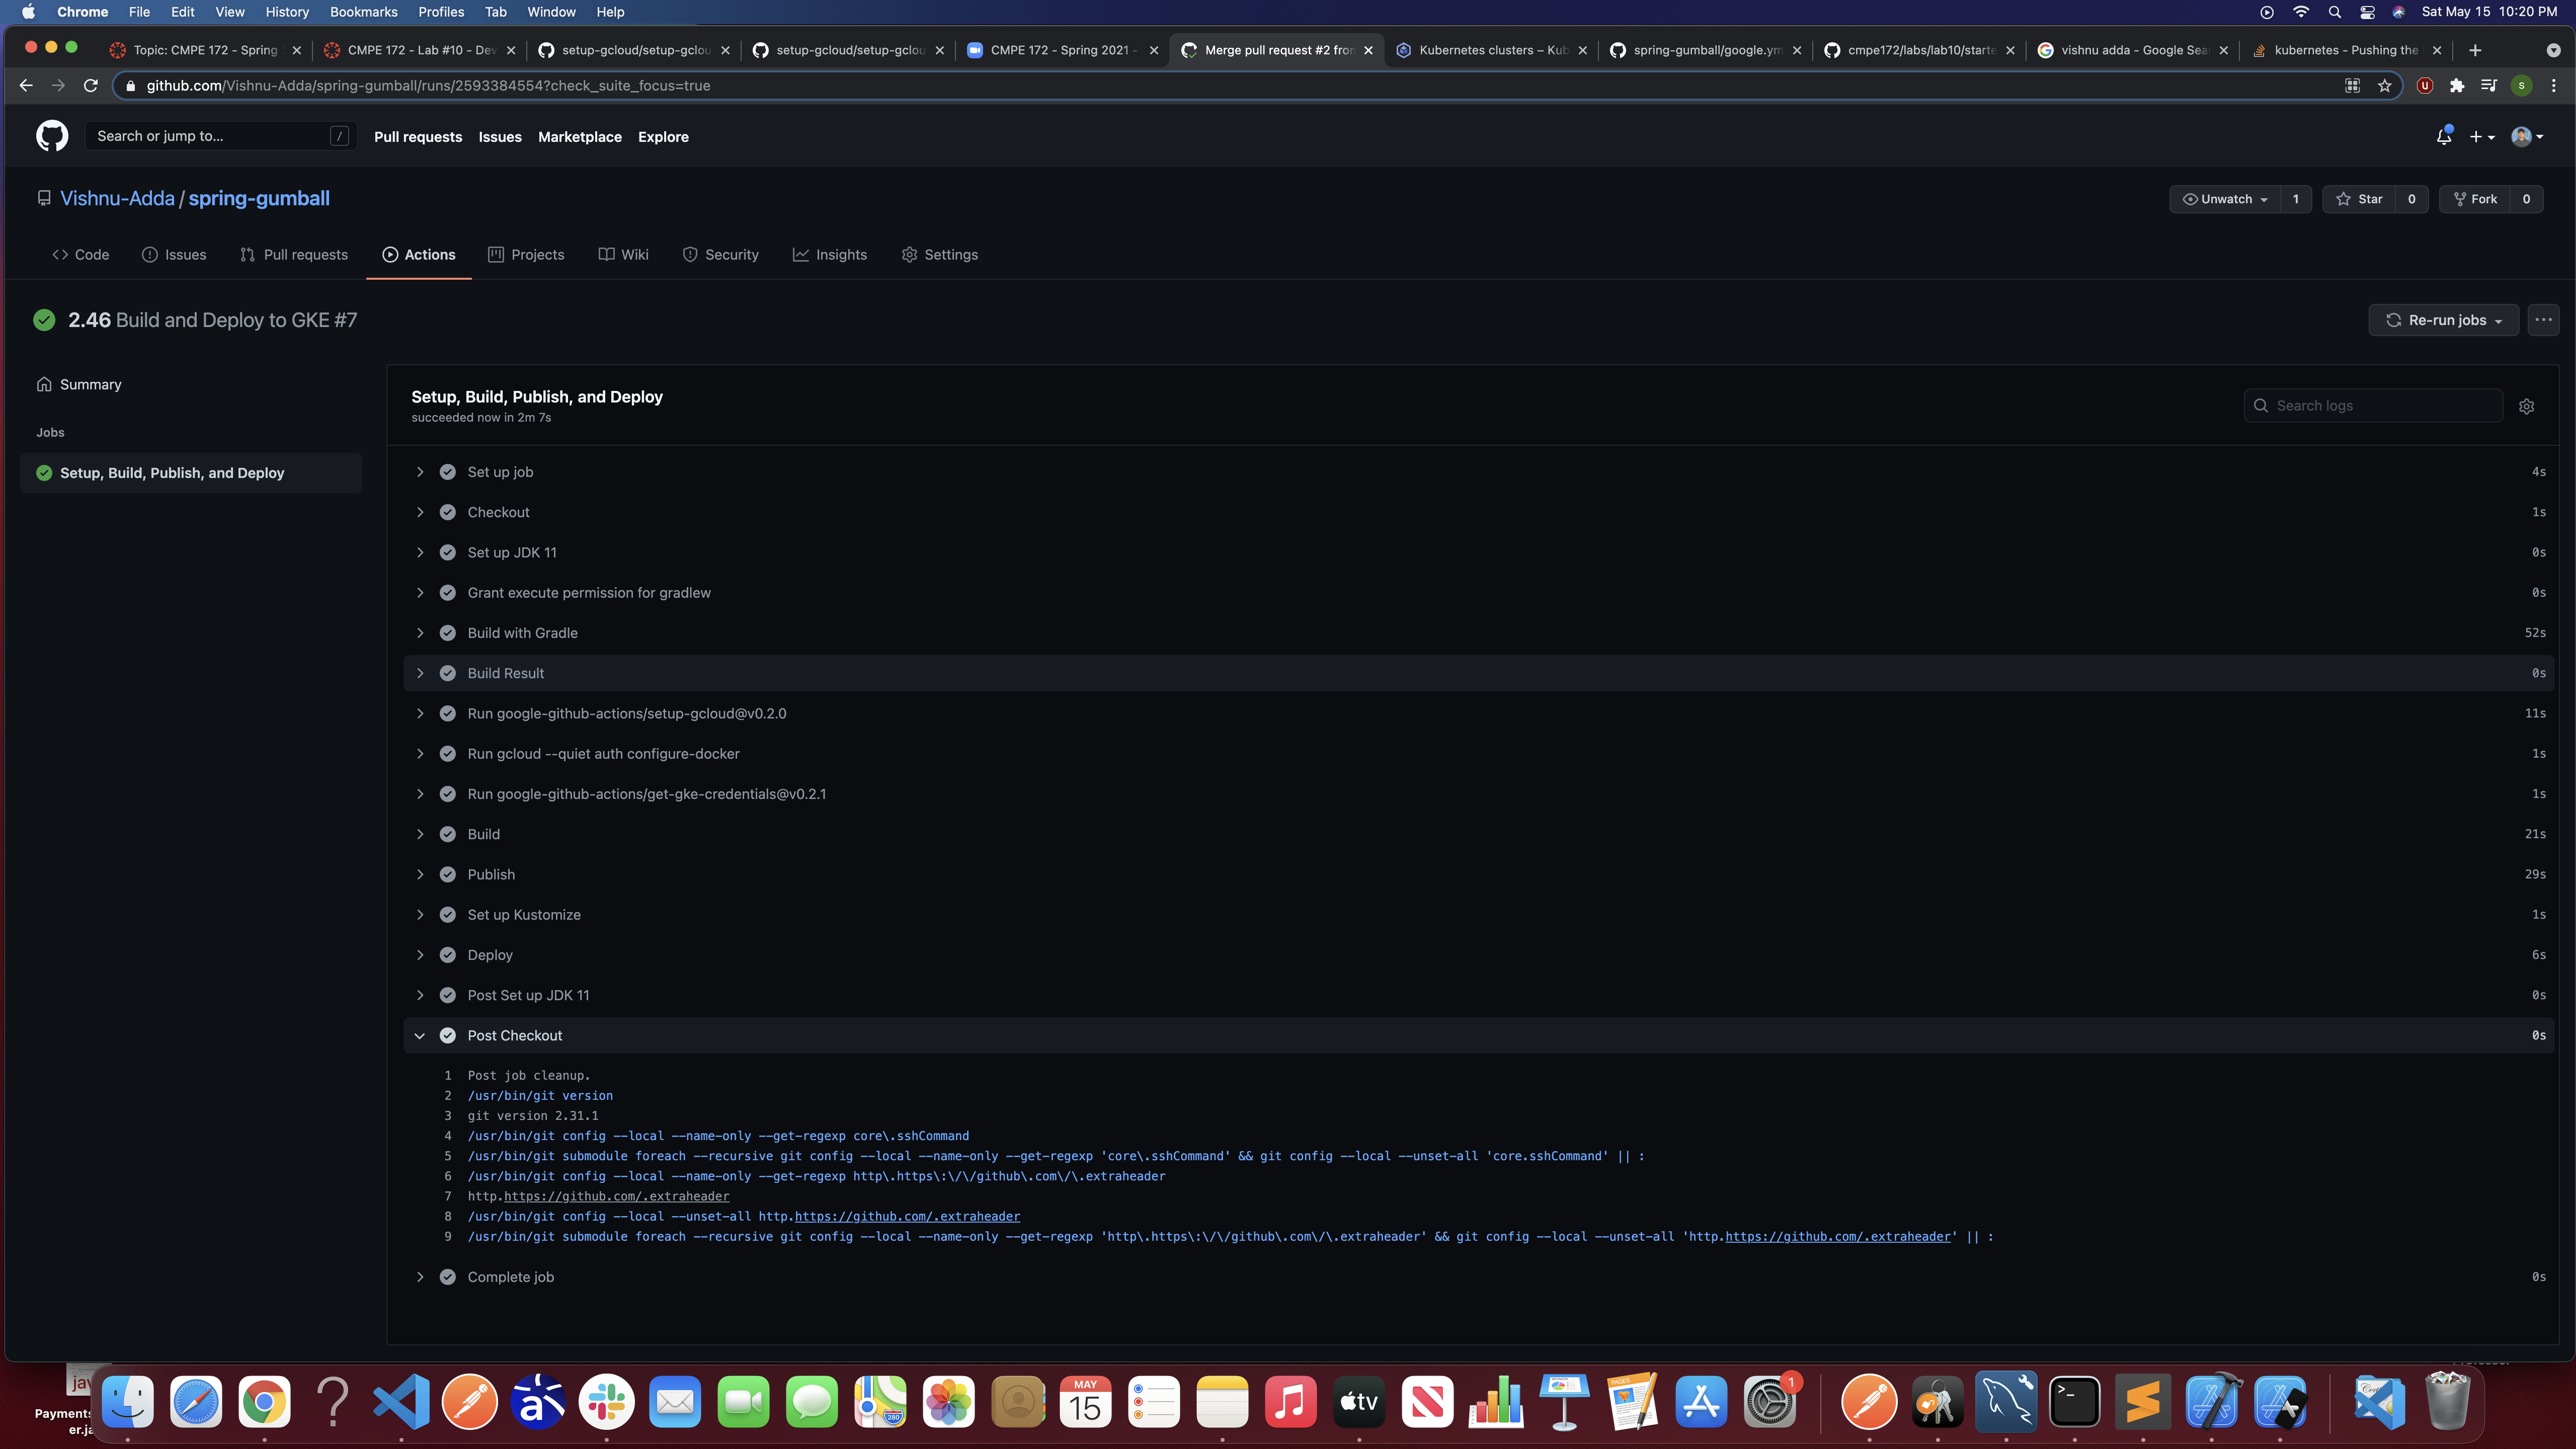 Chrome File Edit View History Bookmarks Profiles Tab Window Help Sat May 15 10:20 PM
Topic: CMPE 172 - Spring CMPE 172 - Lab #10 - Dev setup-gcloud/setup-gclou setup-gcloud/setup-gclou CMPE 172 - Spring 2021 - Merge pull request #2 from Kubernetes clusters – Kub spring-gumball/google.ym cmpe172/labs/lab10/starte vishnu adda - Google Sea kubernetes - Pushing the
github.com/Vishnu-Adda/spring-gumball/runs/2593384554?check_suite_focus=true
Search or jump to... / Pull requests Issues Marketplace Explore
Vishnu-Adda / spring-gumball Unwatch 1 Star 0 Fork 0
Code Issues Pull requests Actions Projects Wiki Security Insights Settings
2.46 Build and Deploy to GKE #7 Re-run jobs
Summary
Jobs
Setup, Build, Publish, and Deploy
Setup, Build, Publish, and Deploy
succeeded now in 2m 7s
Search logs
Set up job 4s
Checkout 1s
Set up JDK 11 0s
Grant execute permission for gradlew 0s
Build with Gradle 52s
Build Result 0s
Run google-github-actions/setup-gcloud@v0.2.0 11s
Run gcloud --quiet auth configure-docker 1s
Run google-github-actions/get-gke-credentials@v0.2.1 1s
Build 21s
Publish 29s
Set up Kustomize 1s
Deploy 6s
Post Set up JDK 11 0s
Post Checkout 0s
1 Post job cleanup.
2 /usr/bin/git version
3 git version 2.31.1
4 /usr/bin/git config --local --name-only --get-regexp core\.sshCommand
5 /usr/bin/git submodule foreach --recursive git config --local --name-only --get-regexp 'core\.sshCommand' && git config --local --unset-all 'core.sshCommand' || :
6 /usr/bin/git config --local --name-only --get-regexp http\.https\:\/\/github\.com\/\.extraheader
7 http.https://github.com/.extraheader
8 /usr/bin/git config --local --unset-all http.https://github.com/.extraheader
9 /usr/bin/git submodule foreach --recursive git config --local --name-only --get-regexp 'http\.https\:\/\/github\.com\/\.extraheader' && git config --local --unset-all 'http.https://github.com/.extraheader' || :
Complete job 0s
jav
Payments
er.ja
MAY
15
280
tv
PAGES
1